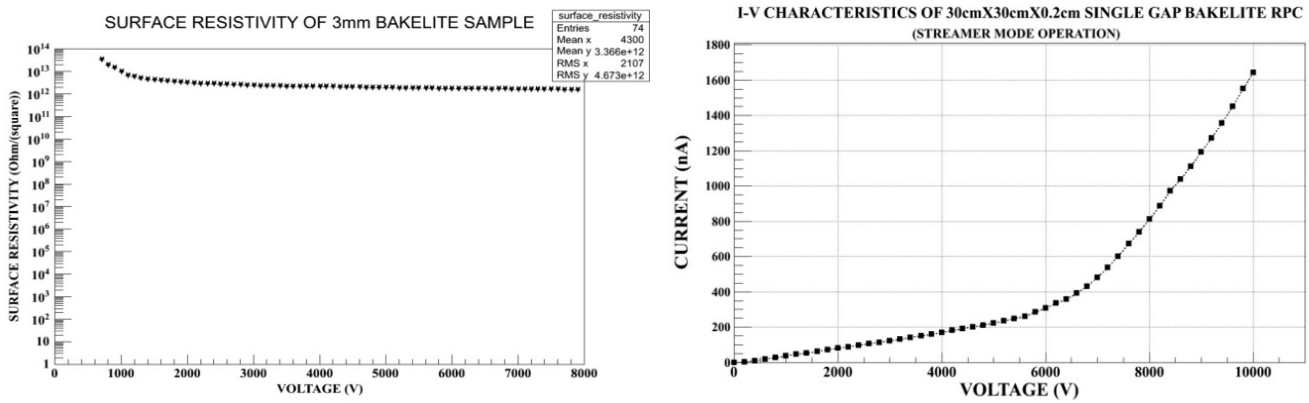 SURFACE RESISTIVITY OF 3mm BAKELITE SAMPLE
surface_resistivity
Entries 74
Mean x 4300
Mean y 3.366e+12
RMS x 2107
RMS y 4.673e+12
SURFACE RESISTIVITY (Ohm/(square))
10^14
10^13
10^12
10^11
10^10
10^9
10^8
10^7
10^6
10^5
10^4
10^3
10^2
10
1
0 1000 2000 3000 4000 5000 6000 7000 8000
VOLTAGE (V)
I-V CHARACTERISTICS OF 30cmX30cmX0.2cm SINGLE GAP BAKELITE RPC
(STREAMER MODE OPERATION)
CURRENT (nA)
1800
1600
1400
1200
1000
800
600
400
200
0
0 2000 4000 6000 8000 10000
VOLTAGE (V)